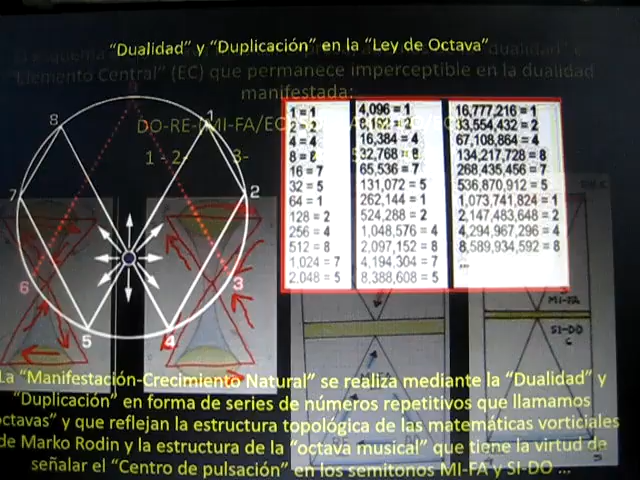 "Dualidad" y "Duplicación" en la "Ley de Octava"
"Elemento Central" (EC) que permanece imperceptible en la dualidad
manifestada:
DO-RE-MI-FA/EC
1 - 2-
3-
9
8
1
7
2
6
3
5
4
1 = 1
2 = 2
4 = 4
8 = 8
16 = 7
32 = 5
64 = 1
128 = 2
256 = 4
512 = 8
1,024 = 7
2,048 = 5
4,096 = 1
8,192 = 2
16,384 = 4
32,768 = 8
65,536 = 7
131,072 = 5
262,144 = 1
524,288 = 2
1,048,576 = 4
2,097,152 = 8
4,194,304 = 7
8,388,608 = 5
16,777,216 = 1
33,554,432 = 2
67,108,864 = 4
134,217,728 = 8
268,435,456 = 7
536,870,912 = 5
1,073,741,824 = 1
2,147,483,648 = 2
4,294,967,296 = 4
8,589,934,592 = 8
...
MI-FA
SI-DO
La "Manifestación-Crecimiento Natural" se realiza mediante la "Dualidad" y
"Duplicación" en forma de series de números repetitivos que llamamos
octavas" y que reflejan la estructura topológica de las matemáticas vorticiales
de Marko Rodin y la estructura de la "octava musical" que tiene la virtud de
señalar el "Centro de pulsación" en los semitonos MI-FA y SI-DO ...